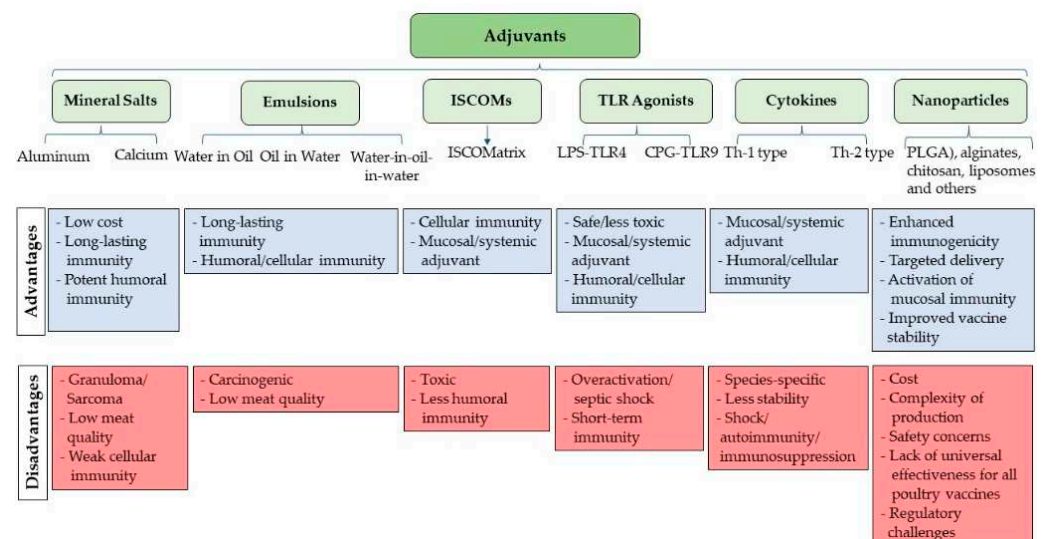 Adjuvants
Mineral Salts
Emulsions
ISCOMs
TLR Agonists
Cytokines
Nanoparticles
Aluminum
Calcium
Water in Oil
Oil in Water
Water-in-oil-
in-water
ISCOMatrix
LPS-TLR4
CPG-TLR9
Th-1 type
Th-2 type
PLGA), alginates,
chitosan, liposomes
and others
Advantages
- Low cost
- Long-lasting
immunity
- Potent humoral
immunity
- Long-lasting
immunity
- Humoral/cellular immunity
- Cellular immunity
- Mucosal/systemic
adjuvant
- Safe/less toxic
- Mucosal/systemic
adjuvant
- Humoral/cellular
immunity
- Mucosal/systemic
adjuvant
- Humoral/cellular
immunity
- Enhanced
immunogenicity
- Targeted delivery
- Activation of
mucosal immunity
- Improved vaccine
stability
Disadvantages
- Granuloma/
Sarcoma
- Low meat
quality
- Weak cellular
immunity
- Carcinogenic
- Low meat quality
- Toxic
- Less humoral
immunity
- Overactivation/
septic shock
- Short-term
immunity
- Species-specific
- Less stability
- Shock/
autoimmunity/
immunosuppression
- Cost
- Complexity of
production
- Safety concerns
- Lack of universal
effectiveness for all
poultry vaccines
- Regulatory
challenges